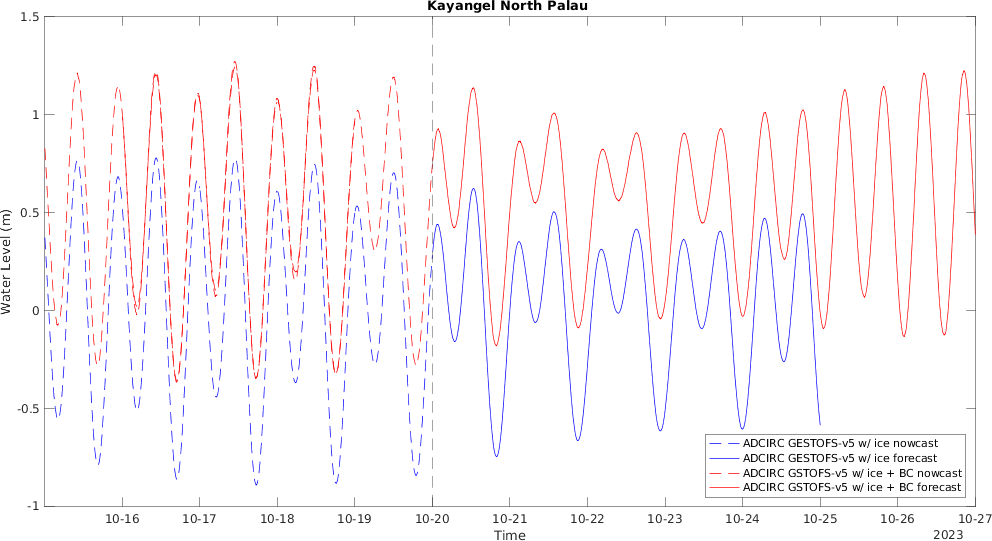 Kayangel North Palau
1.5
1
0.5
0
-0.5
-1
Water Level (m)
10-16 10-17 10-18 10-19 10-20 10-21 10-22 10-23 10-24 10-25 10-26 10-27
Time
2023
ADCIRC GESTOFS-v5 w/ ice nowcast
ADCIRC GESTOFS-v5 w/ ice forecast
ADCIRC GSTOFS-v5 w/ ice + BC nowcast
ADCIRC GSTOFS-v5 w/ ice + BC forecast